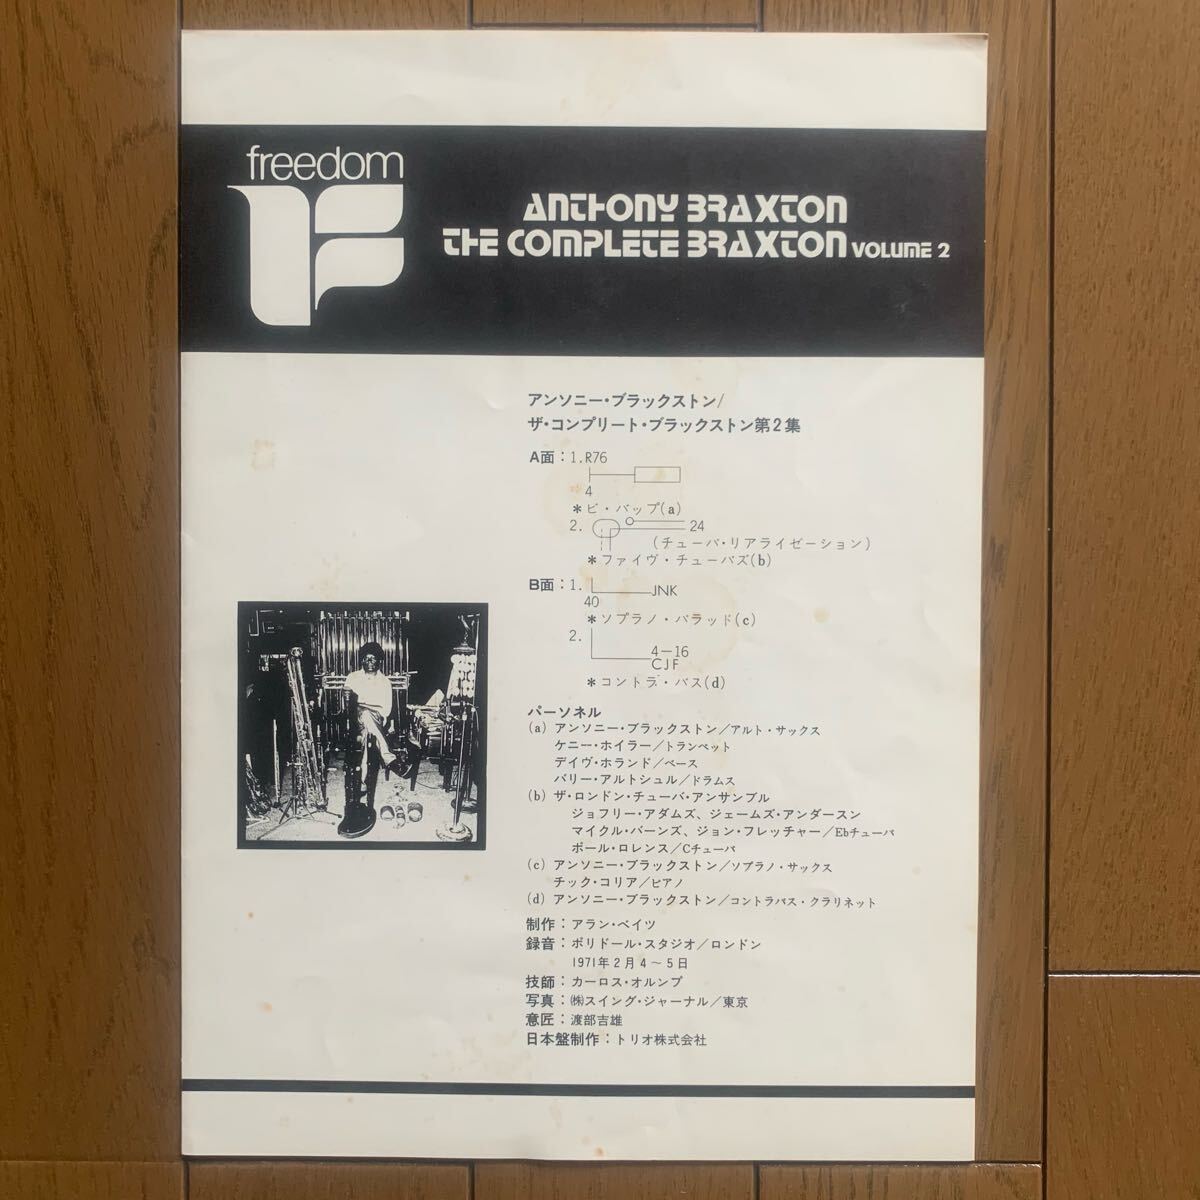 freedom
ANTHONY BRAXTON
THE COMPLETE BRAXTON VOLUME 2
アンソニー・ブラックストン/
ザ・コンプリート・ブラックストン第2集
A面：1. R76
4
*ビ・バップ(a)
2. 24
(チューバ・リアライゼーション)
*ファイヴ・チューバズ(b)
B面：1. JNK
40
*ソプラノ・バラッド(c)
2.
4-16
CJF
*コントラ・バス(d)
パーソネル
(a) アンソニー・ブラックストン/アルト・サックス
ケニー・ホイラー/トランペット
デイヴ・ホランド/ベース
バリー・アルトシュル/ドラムス
(b) ザ・ロンドン・チューバ・アンサンブル
ジョフリー・アダムズ、ジェームズ・アンダースン
マイクル・バーンズ、ジョン・フレッチャー/Ebチューバ
ポール・ロレンス/Cチューバ
(c) アンソニー・ブラックストン/ソプラノ・サックス
チック・コリア/ピアノ
(d) アンソニー・ブラックストン/コントラバス・クラリネット
制作：アラン・ベイツ
録音：ポリドール・スタジオ/ロンドン
1971年2月4〜5日
技師：カーロス・オルンプ
写真：㈱スイング・ジャーナル/東京
意匠：渡部吉雄
日本盤制作：トリオ株式会社